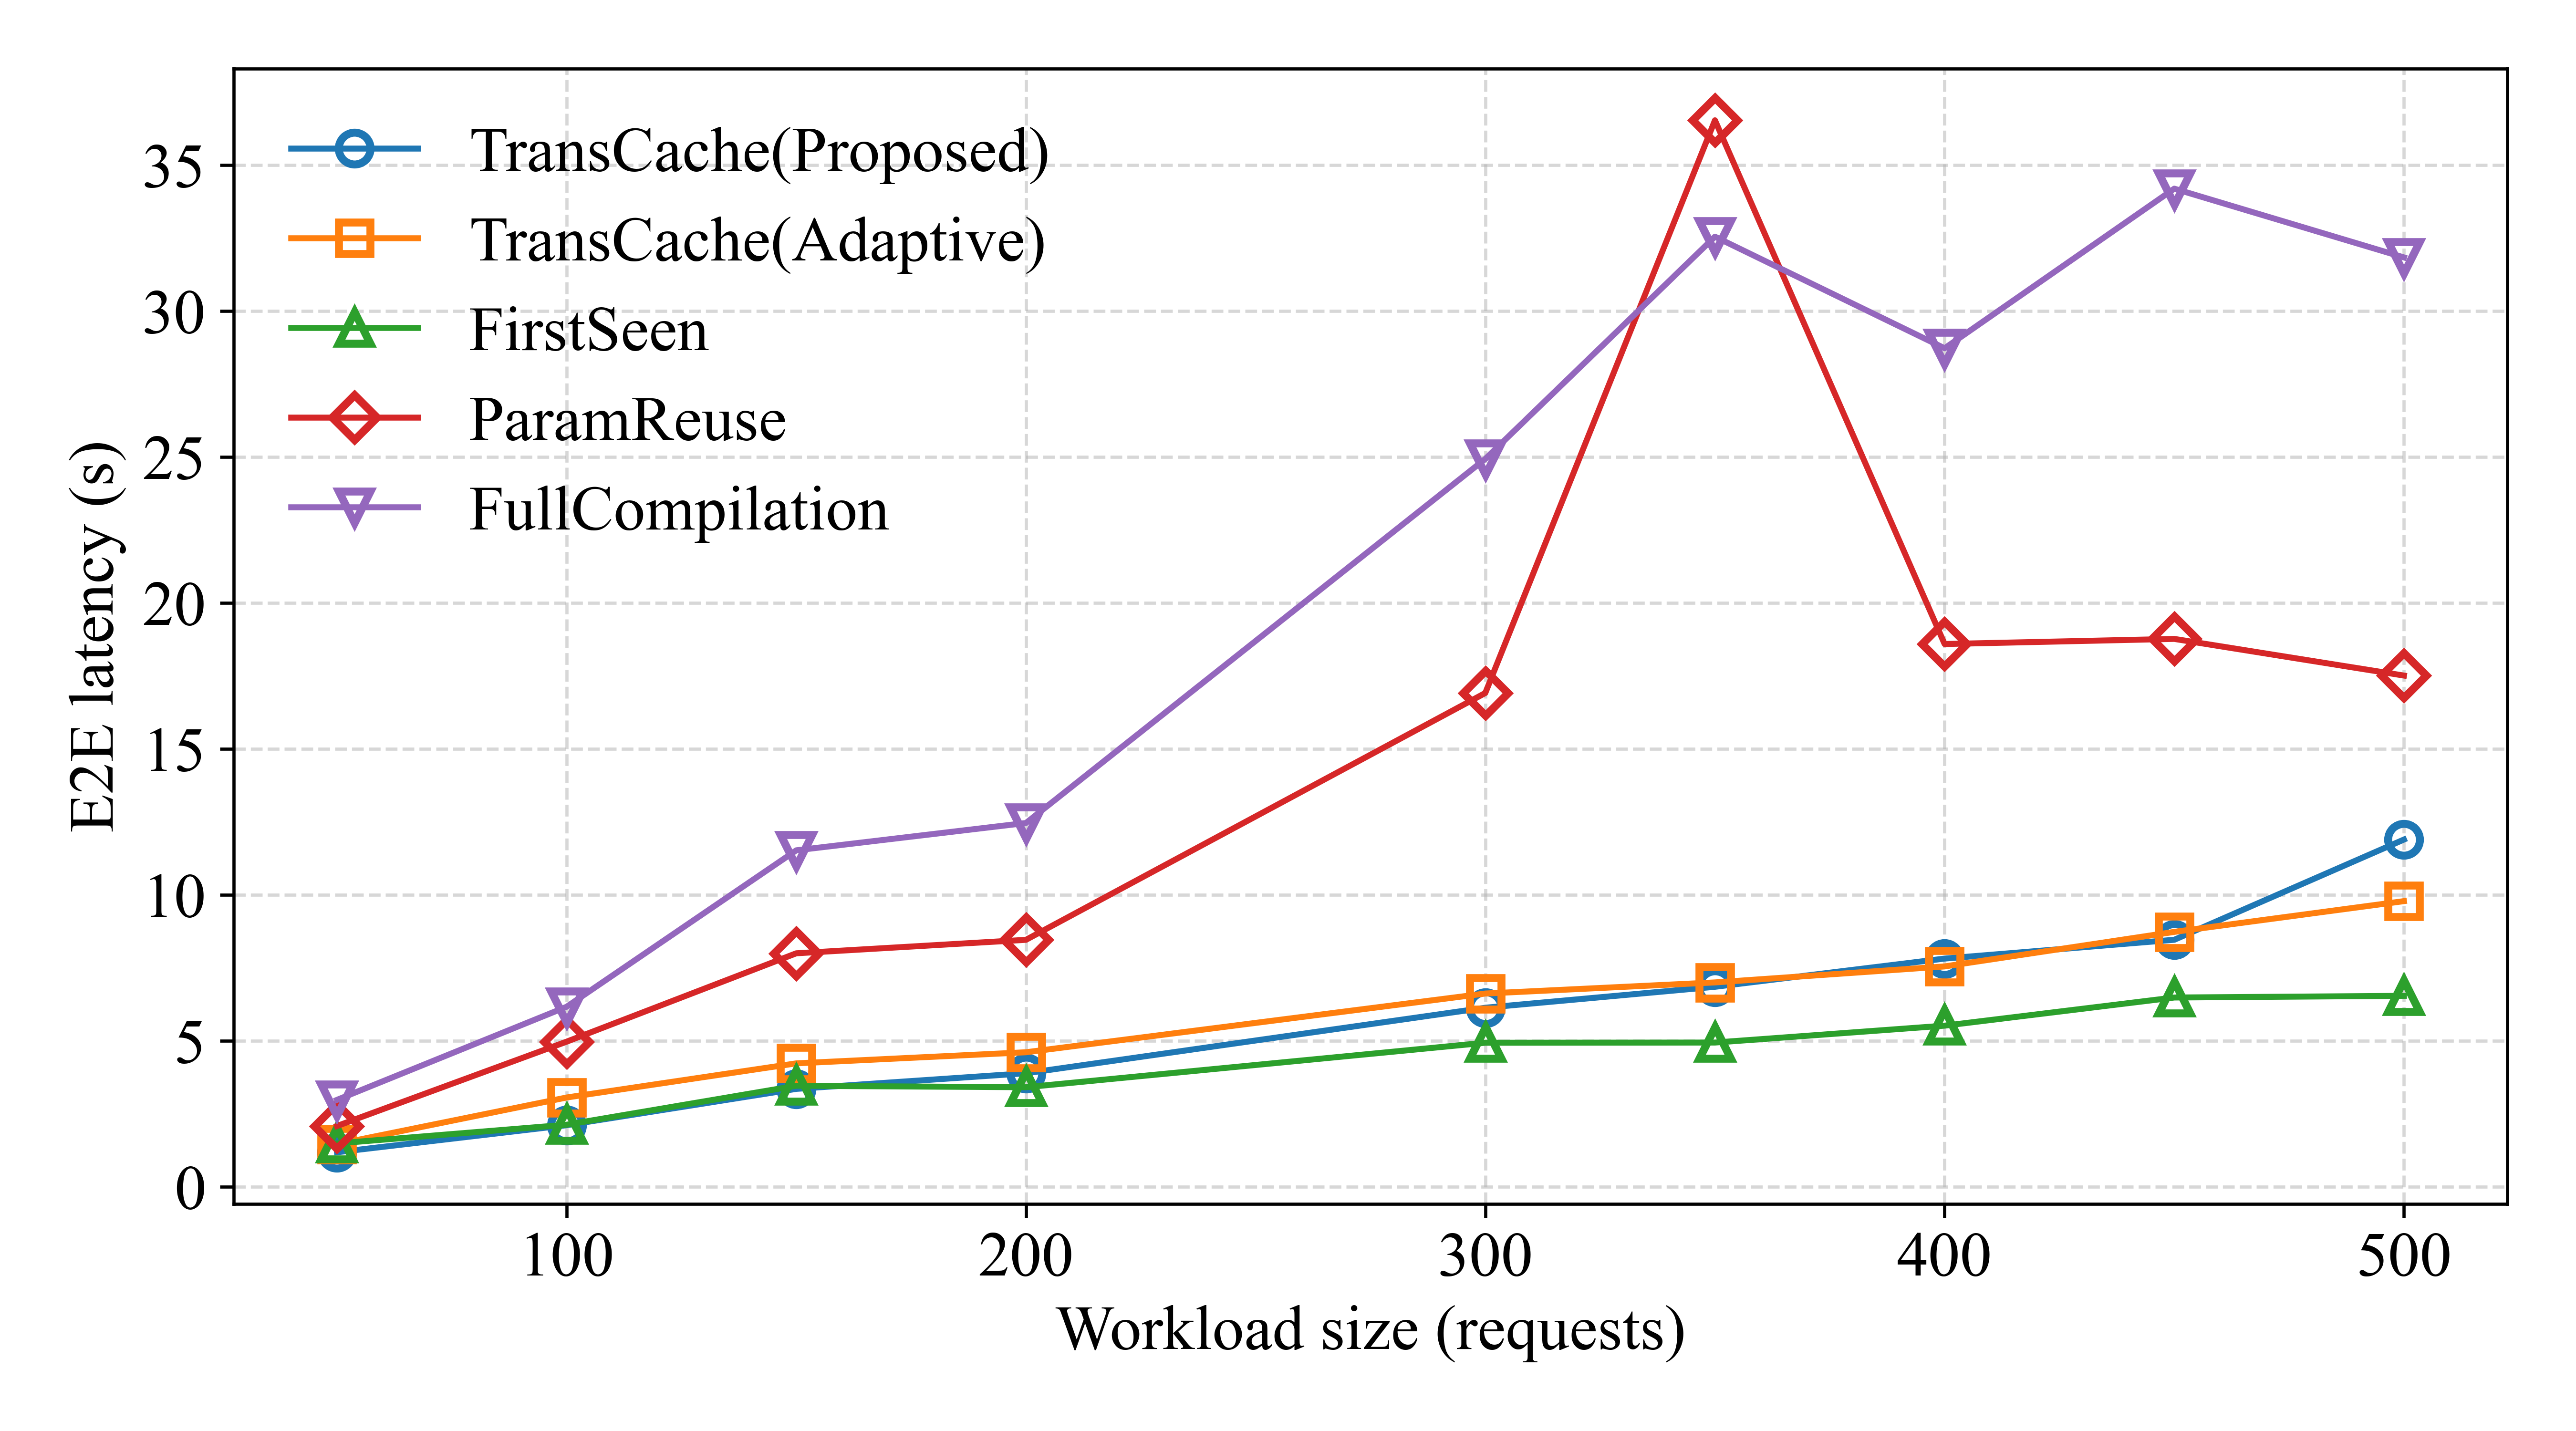 TransCache(Proposed)
TransCache(Adaptive)
FirstSeen
ParamReuse
FullCompilation
E2E latency (s)
35
30
25
20
15
10
5
0
100 200 300 400 500
Workload size (requests)